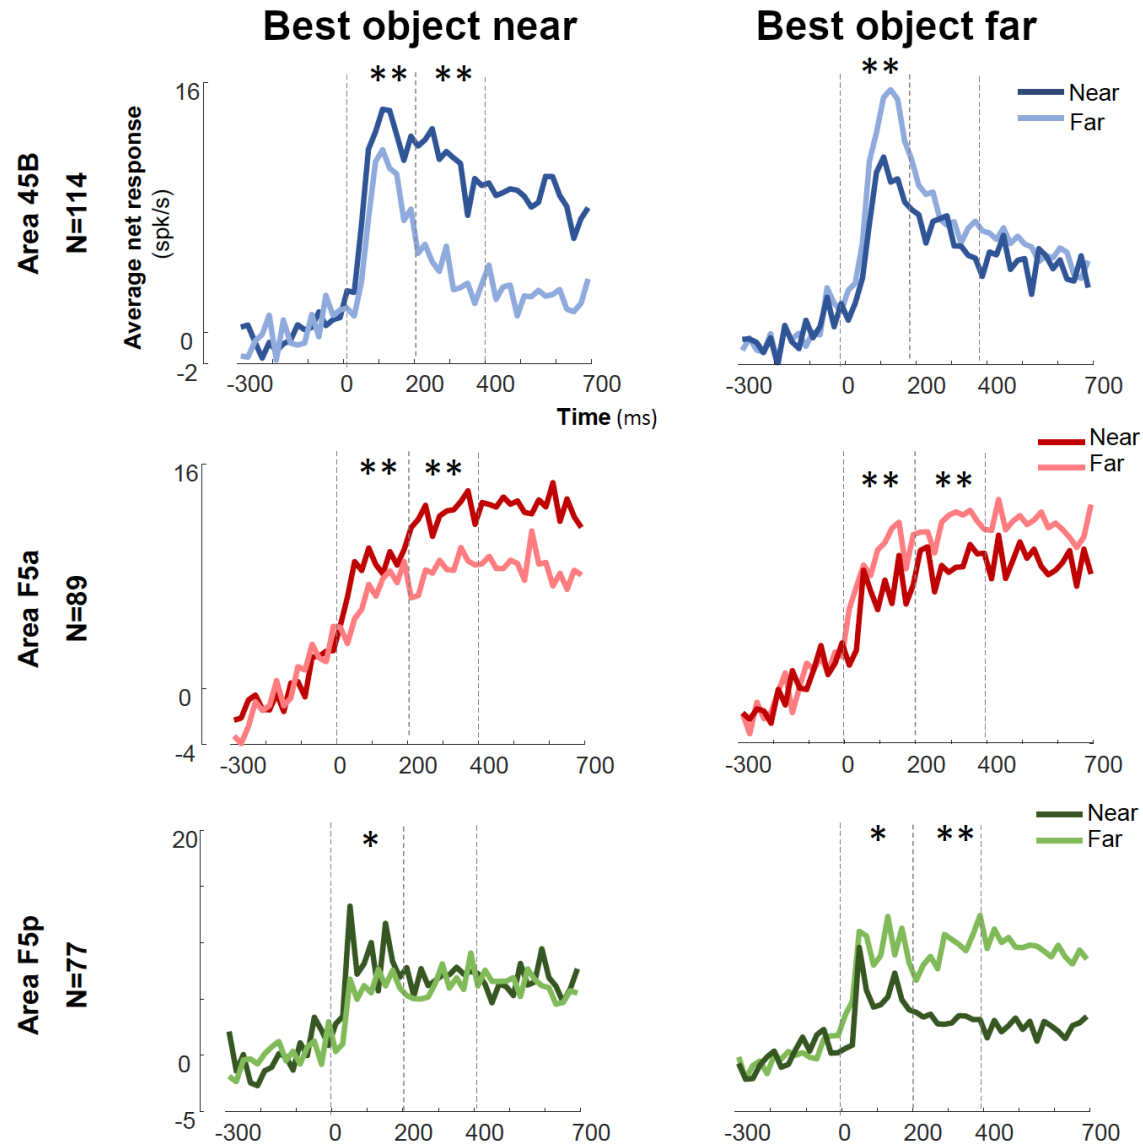 Best object near
Best object far
Area 45B
N=114
Average net response
(spk/s)
16
0
-2
** **
-300 0 200 400 700
**
Near
Far
-300 0 200 400 700
Time (ms)
Area F5a
N=89
16
0
-4
** **
-300 0 200 400 700
** **
Near
Far
-300 0 200 400 700
Area F5p
N=77
20
0
-5
*
-300 0 200 400 700
* **
Near
Far
-300 0 200 400 700